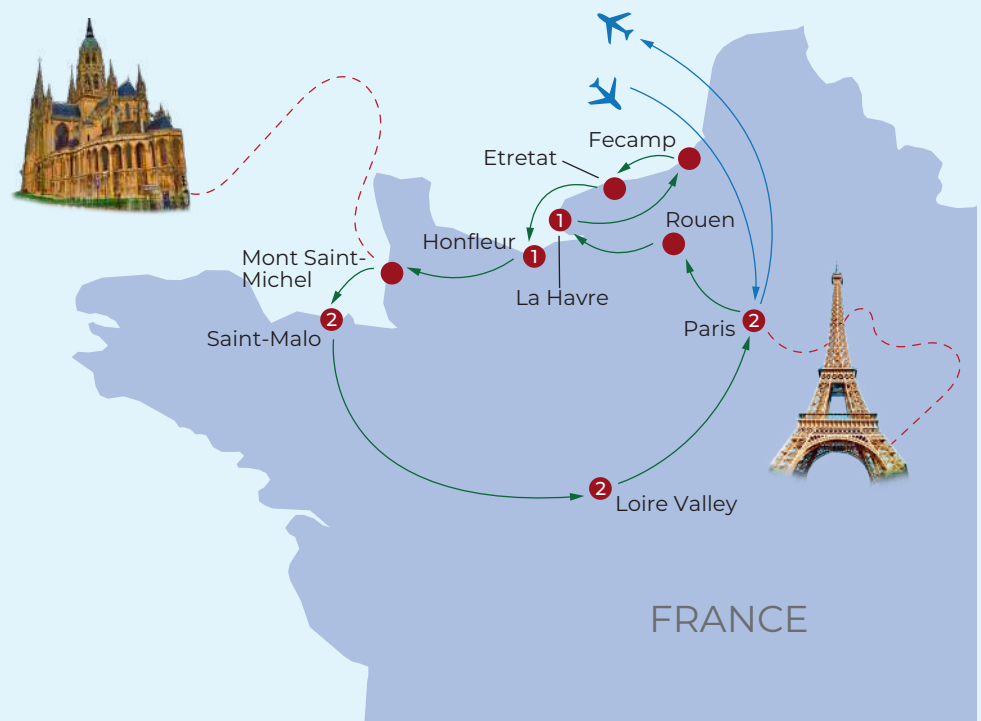 Fecamp
Etretat
Rouen
1
Honfleur
1
Mont Saint-
Michel
La Havre
2
Saint-Malo
Paris
2
2
Loire Valley
FRANCE